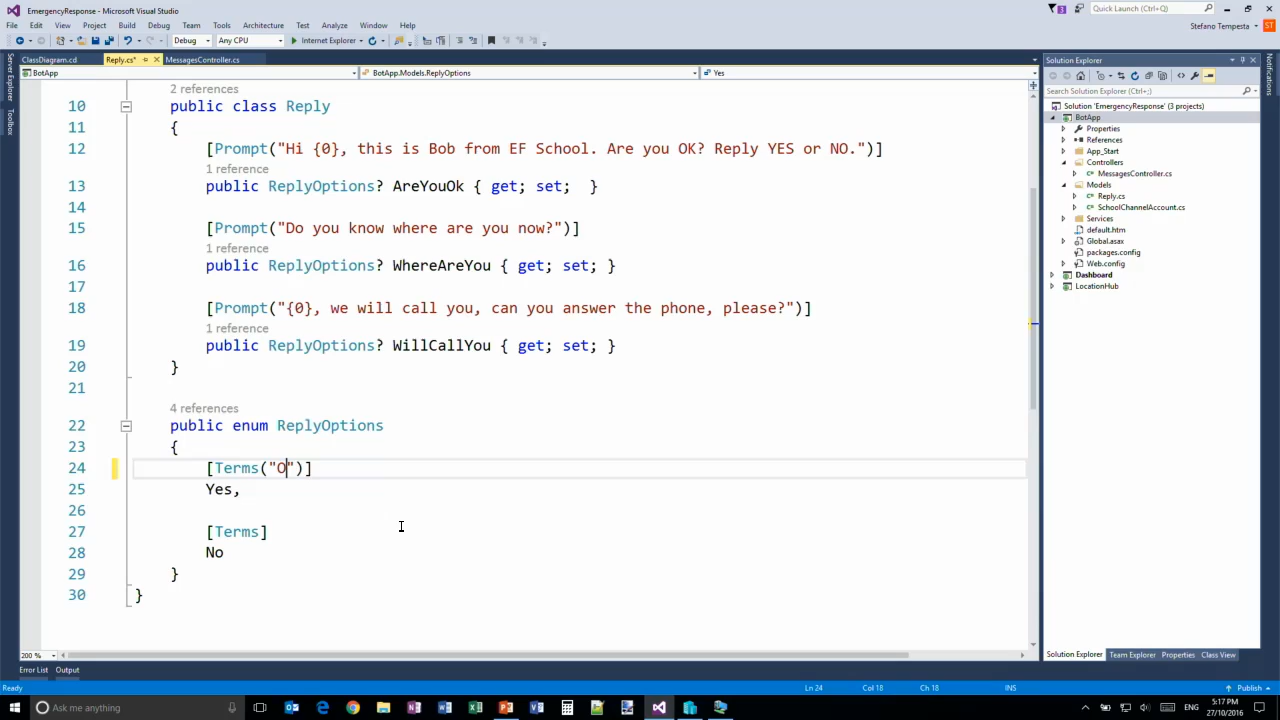 EmergencyResponse - Microsoft Visual Studio
3
Quick Launch (Ctrl+Q)
File Edit View Project Build Debug Team Tools Architecture Test Analyze Window Help
Stefano Tempesta ST
Debug Any CPU Internet Explorer
Server Explorer
Toolbox
ClassDiagram.cd Reply.cs* MessagesController.cs
BotApp BotApp.Models.ReplyOptions Yes
2 references
10 public class Reply
11 {
12 [Prompt("Hi {0}, this is Bob from EF School. Are you OK? Reply YES or NO.")]
1 reference
13 public ReplyOptions? AreYouOk { get; set; }
14
15 [Prompt("Do you know where are you now?")]
1 reference
16 public ReplyOptions? WhereAreYou { get; set; }
17
18 [Prompt("{0}, we will call you, can you answer the phone, please?")]
1 reference
19 public ReplyOptions? WillCallYou { get; set; }
20 }
21
4 references
22 public enum ReplyOptions
23 {
24 [Terms("O")]
25 Yes,
26
27 [Terms]
28 No
29 }
30 }
200 %
Solution Explorer
Search Solution Explorer (Ctrl+;)
Solution 'EmergencyResponse' (3 projects)
BotApp
Properties
References
App_Start
Controllers
MessagesController.cs
Models
Reply.cs
SchoolChannelAccount.cs
Services
default.htm
Global.asax
packages.config
Web.config
Dashboard
LocationHub
Solution Explorer Team Explorer Properties Class View
Notifications
Error List Output
Ready Ln 24 Col 18 Ch 18 INS Publish
Ask me anything
ENG
5:17 PM
27/10/2016